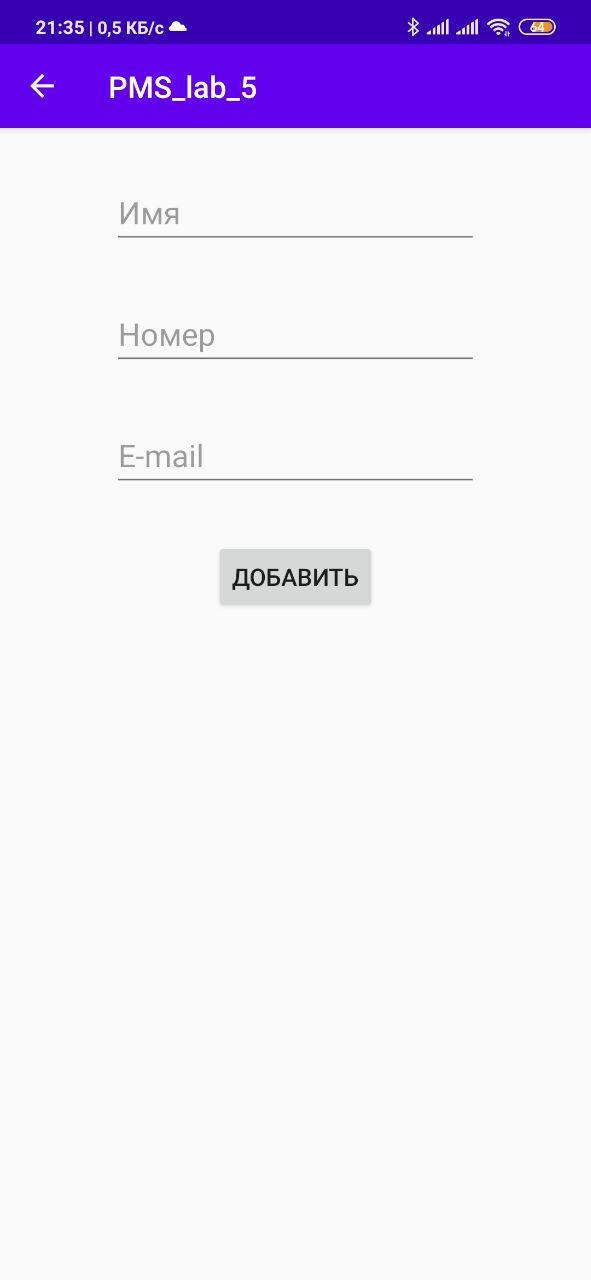 21:35 | 0,5 КБ/с
64
PMS_lab_5
Имя
Номер
E-mail
ДОБАВИТЬ